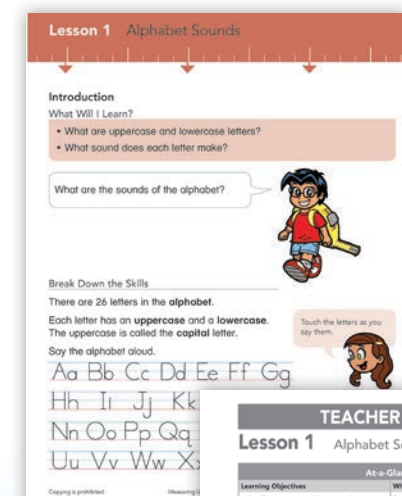 Lesson 1 Alphabet Sounds
Introduction
What Will I Learn?
• What are uppercase and lowercase letters?
• What sound does each letter make?
What are the sounds of the alphabet?
Break Down the Skills
There are 26 letters in the alphabet.
Each letter has an uppercase and a lowercase.
The uppercase is called the capital letter.
Touch the letters as you
say them.
Say the alphabet aloud.
Aa Bb Cc Dd Ee Ff Gg
Hh Ii Jj Kk
Nn Oo Pp Qq
Uu Vv Ww Xx
Copying is prohibited. Measuring
TEACHER
Lesson 1 Alphabet
At-a-Glance
Learning Objectives